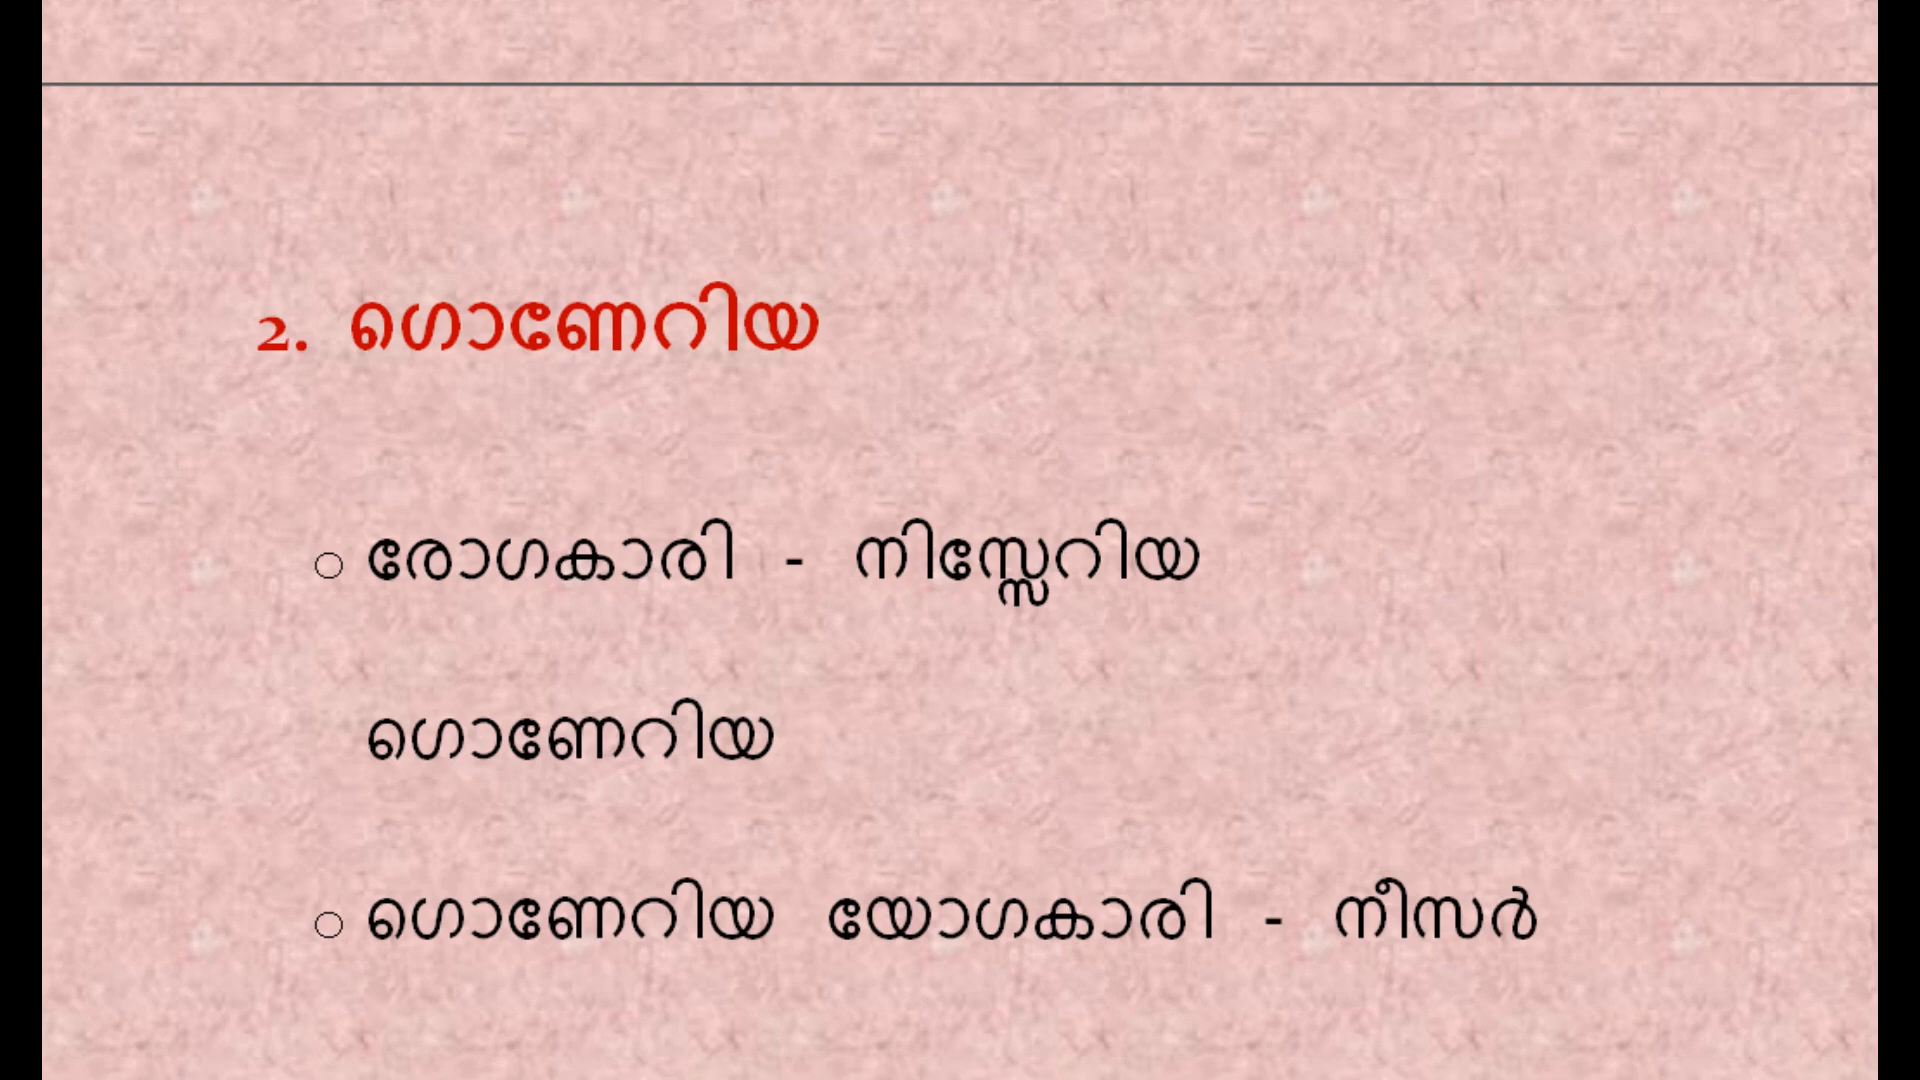 2. ഗൊണേറിയ
രോഗകാരി - നിസ്സേറിയ
ഗൊണേറിയ
ഗൊണേറിയ യോഗകാരി - നീസർ